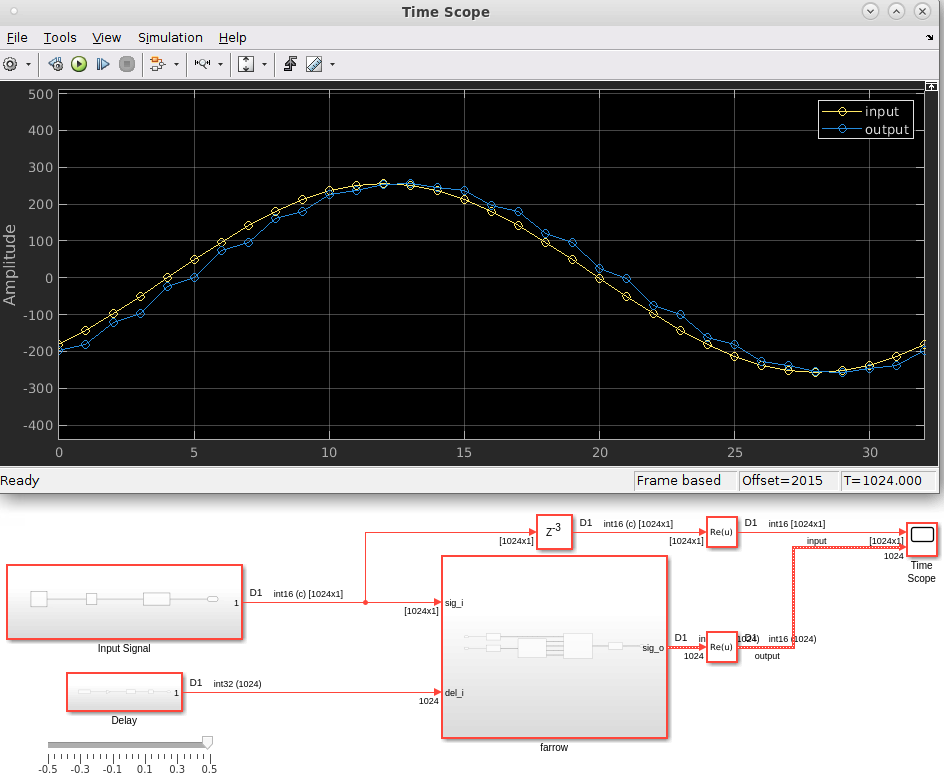 Time Scope
File Tools View Simulation Help
500
400
300
200
100
0
-100
-200
-300
-400
Amplitude
input
output
0 5 10 15 20 25 30
Ready Frame based Offset=2015 T=1024.000
Z-3
D1 int16 (c) [1024x1]
[1024x1]
[1024x1]
Re(u)
D1 int16 [1024x1]
input
[1024x1]
1024
Time
Scope
1
D1 int16 (c) [1024x1]
[1024x1]
Input Signal
sig_i
sig_o
del_i
farrow
D1
1024
Re(u)
D1 int16 (1024)
output
1
D1 int32 (1024)
1024
Delay
-0.5 -0.3 -0.1 0.1 0.3 0.5